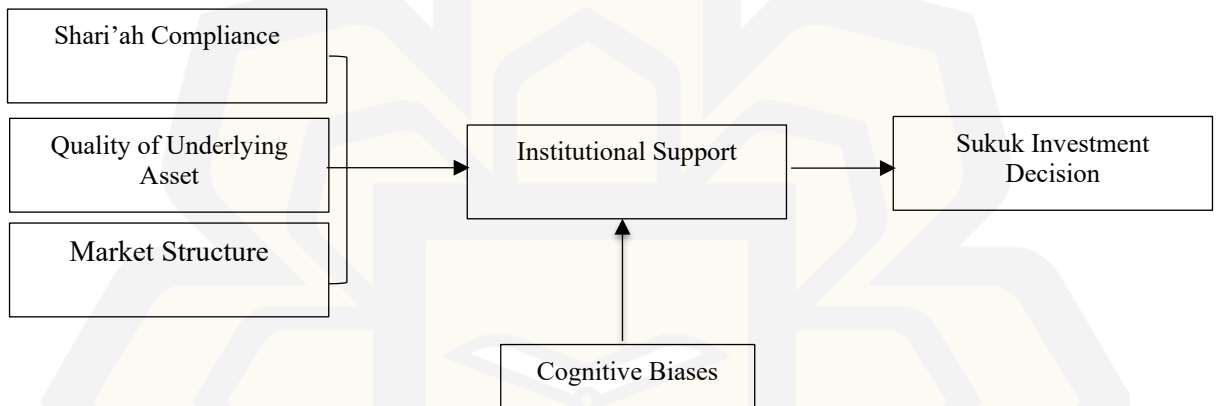 Shari’ah Compliance
Quality of Underlying
Asset
Market Structure
Institutional Support
Sukuk Investment
Decision
Cognitive Biases